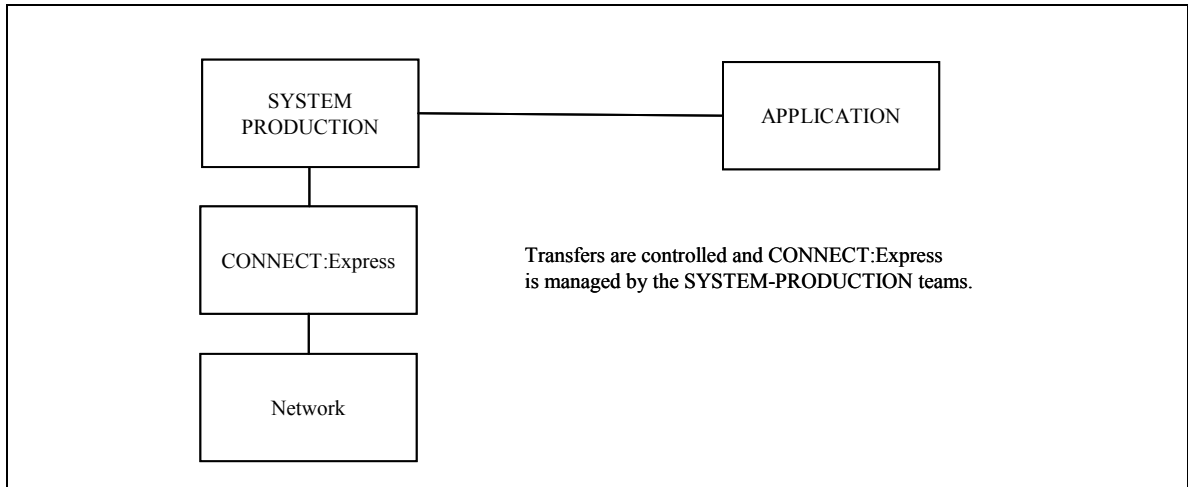 SYSTEM
PRODUCTION
APPLICATION
CONNECT:Express
Transfers are controlled and CONNECT:Express
is managed by the SYSTEM-PRODUCTION teams.
Network